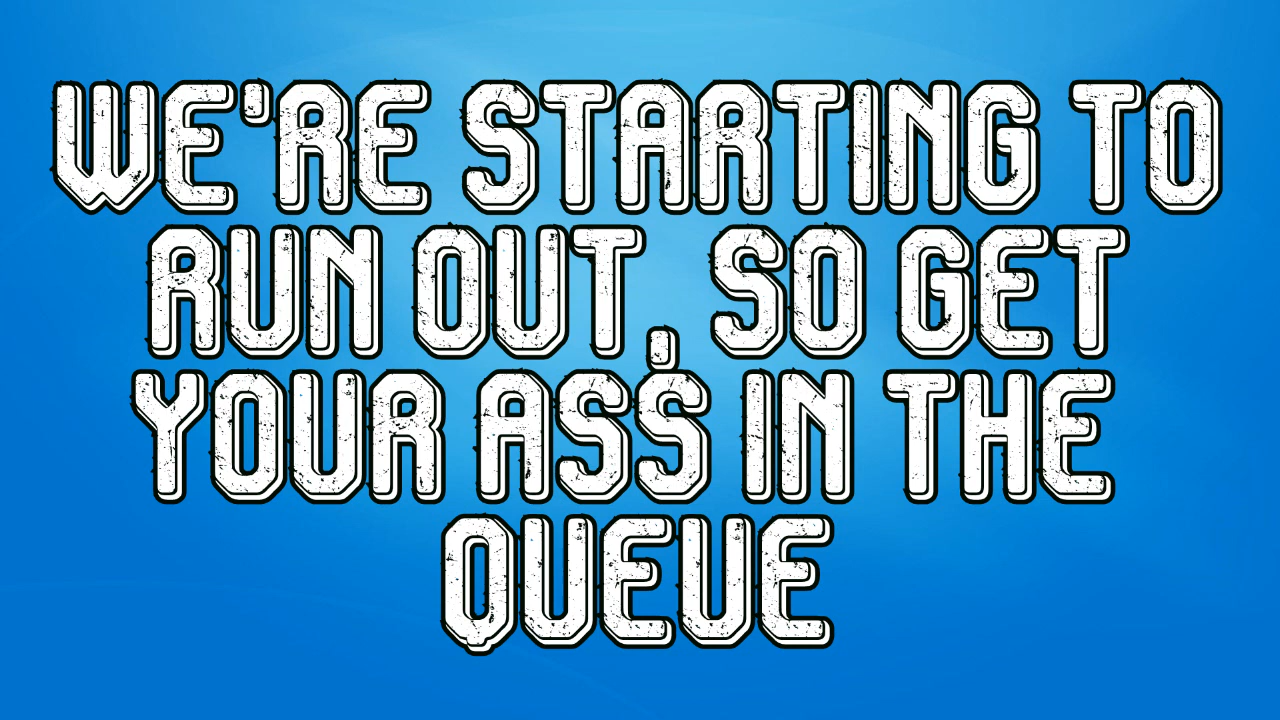 WE'RE STARTING TO
RUN OUT, SO GET
YOUR ASS IN THE
QUEUE